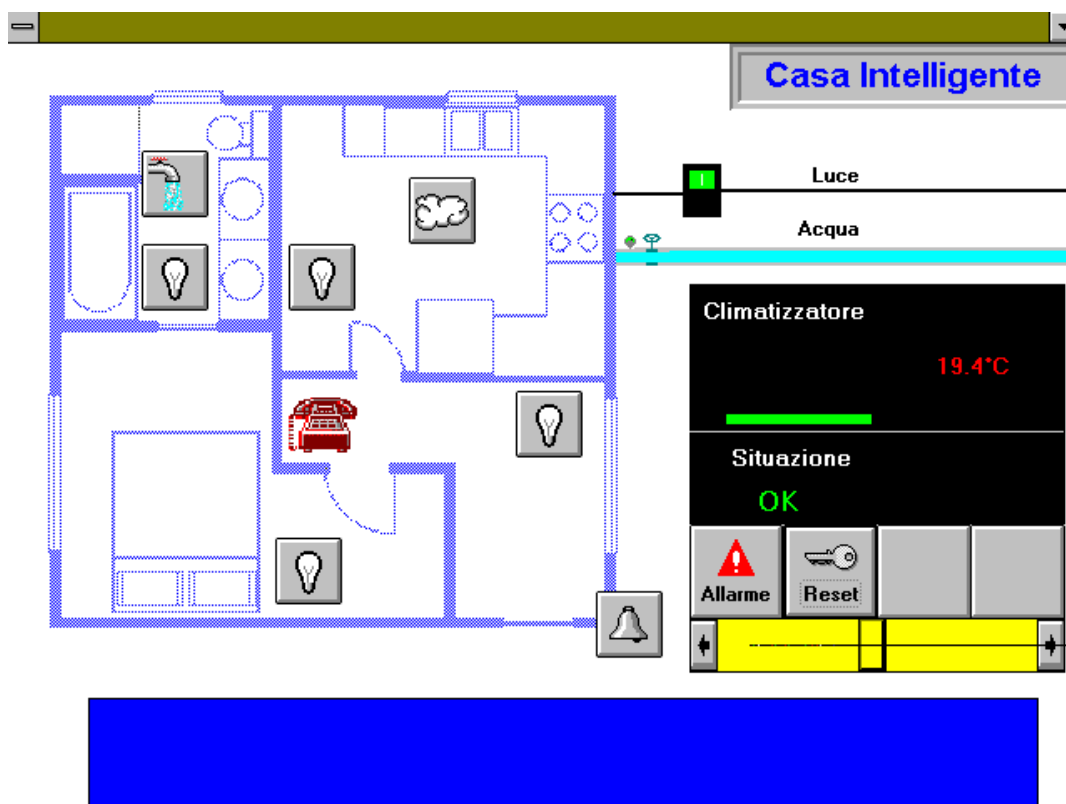 Casa Intelligente
Luce
Acqua
Climatizzatore
19.4°C
Situazione
OK
Allarme
Reset